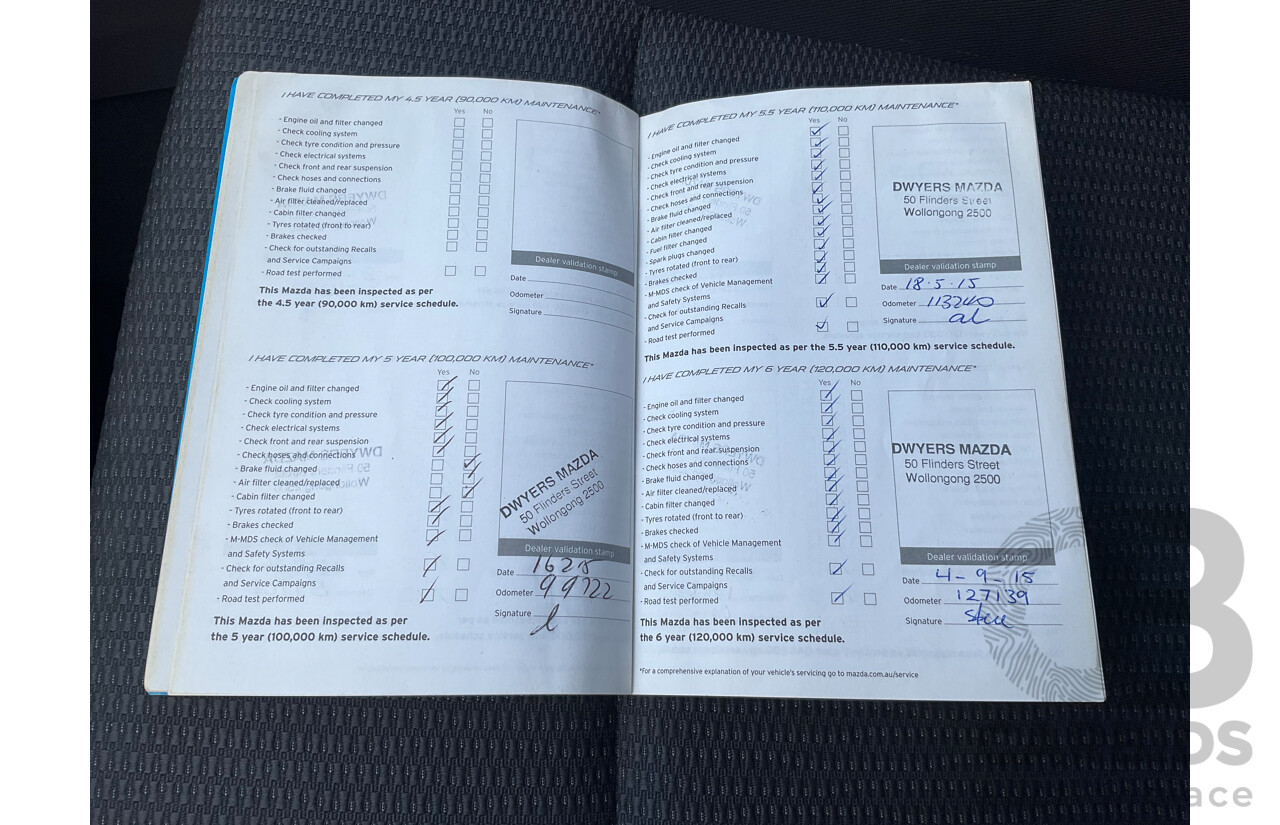 I HAVE COMPLETED MY 4.5 YEAR (90,000 KM) MAINTENANCE*
Yes No
- Engine oil and filter changed
- Check cooling system
- Check tyre condition and pressure
- Check electrical systems
- Check front and rear suspension
- Check hoses and connections
- Brake fluid changed
- Air filter cleaned/replaced
- Cabin filter changed
- Tyres rotated (front to rear)
- Brakes checked
- Check for outstanding Recalls
and Service Campaigns
- Road test performed
This Mazda has been inspected as per
the 4.5 year (90,000 km) service schedule.
Dealer validation stamp
Date
Odometer
Signature
I HAVE COMPLETED MY 5 YEAR (100,000 KM) MAINTENANCE*
Yes No
- Engine oil and filter changed
- Check cooling system
- Check tyre condition and pressure
- Check electrical systems
- Check front and rear suspension
- Check hoses and connections
- Brake fluid changed
- Air filter cleaned/replaced
- Cabin filter changed
- Tyres rotated (front to rear)
- Brakes checked
- M-MDS check of Vehicle Management
and Safety Systems
- Check for outstanding Recalls
and Service Campaigns
- Road test performed
This Mazda has been inspected as per
the 5 year (100,000 km) service schedule.
DWYERS MAZDA
50 Flinders Street
Wollongong 2500
Dealer validation stamp
Date
Odometer 99722
Signature
I HAVE COMPLETED MY 5.5 YEAR (110,000 KM) MAINTENANCE*
Yes No
- Engine oil and filter changed
- Check cooling system
- Check tyre condition and pressure
- Check electrical systems
- Check front and rear suspension
- Check hoses and connections
- Brake fluid changed
- Air filter cleaned/replaced
- Cabin filter changed
- Fuel filter changed
- Spark plugs changed
- Tyres rotated (front to rear)
- Brakes checked
- M-MDS check of Vehicle Management
and Safety Systems
- Check for outstanding Recalls
and Service Campaigns
- Road test performed
This Mazda has been inspected as per the 5.5 year (110,000 km) service schedule.
DWYERS MAZDA
50 Flinders Street
Wollongong 2500
Dealer validation stamp
Date 18.5.15
Odometer 113240
Signature
I HAVE COMPLETED MY 6 YEAR (120,000 KM) MAINTENANCE*
Yes No
- Engine oil and filter changed
- Check cooling system
- Check tyre condition and pressure
- Check electrical systems
- Check front and rear suspension
- Check hoses and connections
- Brake fluid changed
- Air filter cleaned/replaced
- Cabin filter changed
- Tyres rotated (front to rear)
- Brakes checked
- M-MDS check of Vehicle Management
and Safety Systems
- Check for outstanding Recalls
and Service Campaigns
- Road test performed
This Mazda has been inspected as per
the 6 year (120,000 km) service schedule.
DWYERS MAZDA
50 Flinders Street
Wollongong 2500
Dealer validation stamp
Date 4-9-15
Odometer 127139
Signature
*For a comprehensive explanation of your vehicle's servicing go to mazda.com.au/service